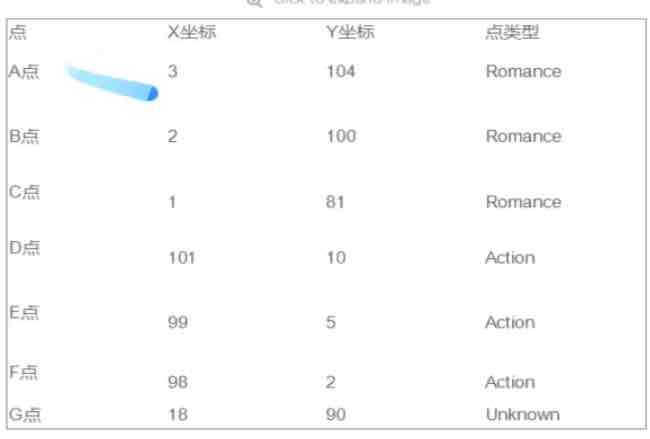 Click to expand image
点 X坐标 Y坐标 点类型
A点 3 104 Romance
B点 2 100 Romance
C点 1 81 Romance
D点 101 10 Action
E点 99 5 Action
F点 98 2 Action
G点 18 90 Unknown